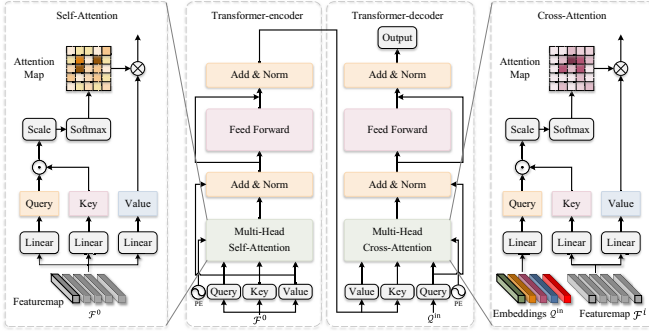 Self-Attention
Attention
Map
Scale
Softmax
Query
Key
Value
Linear
Linear
Linear
Featuremap
F⁰
Transformer-encoder
Add & Norm
Feed Forward
Add & Norm
Multi-Head
Self-Attention
PE
Query
Key
Value
F⁰
Transformer-decoder
Output
Add & Norm
Feed Forward
Add & Norm
Multi-Head
Cross-Attention
Value
Key
Query
PE
Qⁱⁿ
Cross-Attention
Attention
Map
Scale
Softmax
Query
Key
Value
Linear
Linear
Linear
Embeddings Qⁱⁿ
Featuremap Fⁱ